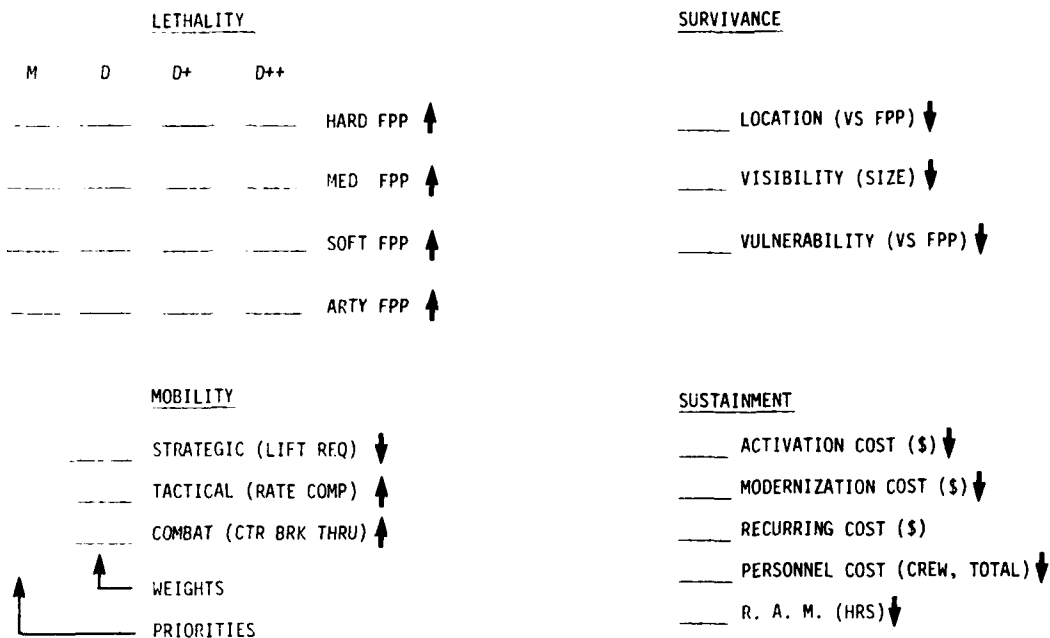 LETHALITY
M D D+ D++
HARD FPP
MED FPP
SOFT FPP
ARTY FPP
SURVIVANCE
LOCATION (VS FPP)
VISIBILITY (SIZE)
VULNERABILITY (VS FPP)
MOBILITY
STRATEGIC (LIFT REQ)
TACTICAL (RATE COMP)
COMBAT (CTR BRK THRU)
WEIGHTS
PRIORITIES
SUSTAINMENT
ACTIVATION COST ($)
MODERNIZATION COST ($)
RECURRING COST ($)
PERSONNEL COST (CREW, TOTAL)
R. A. M. (HRS)